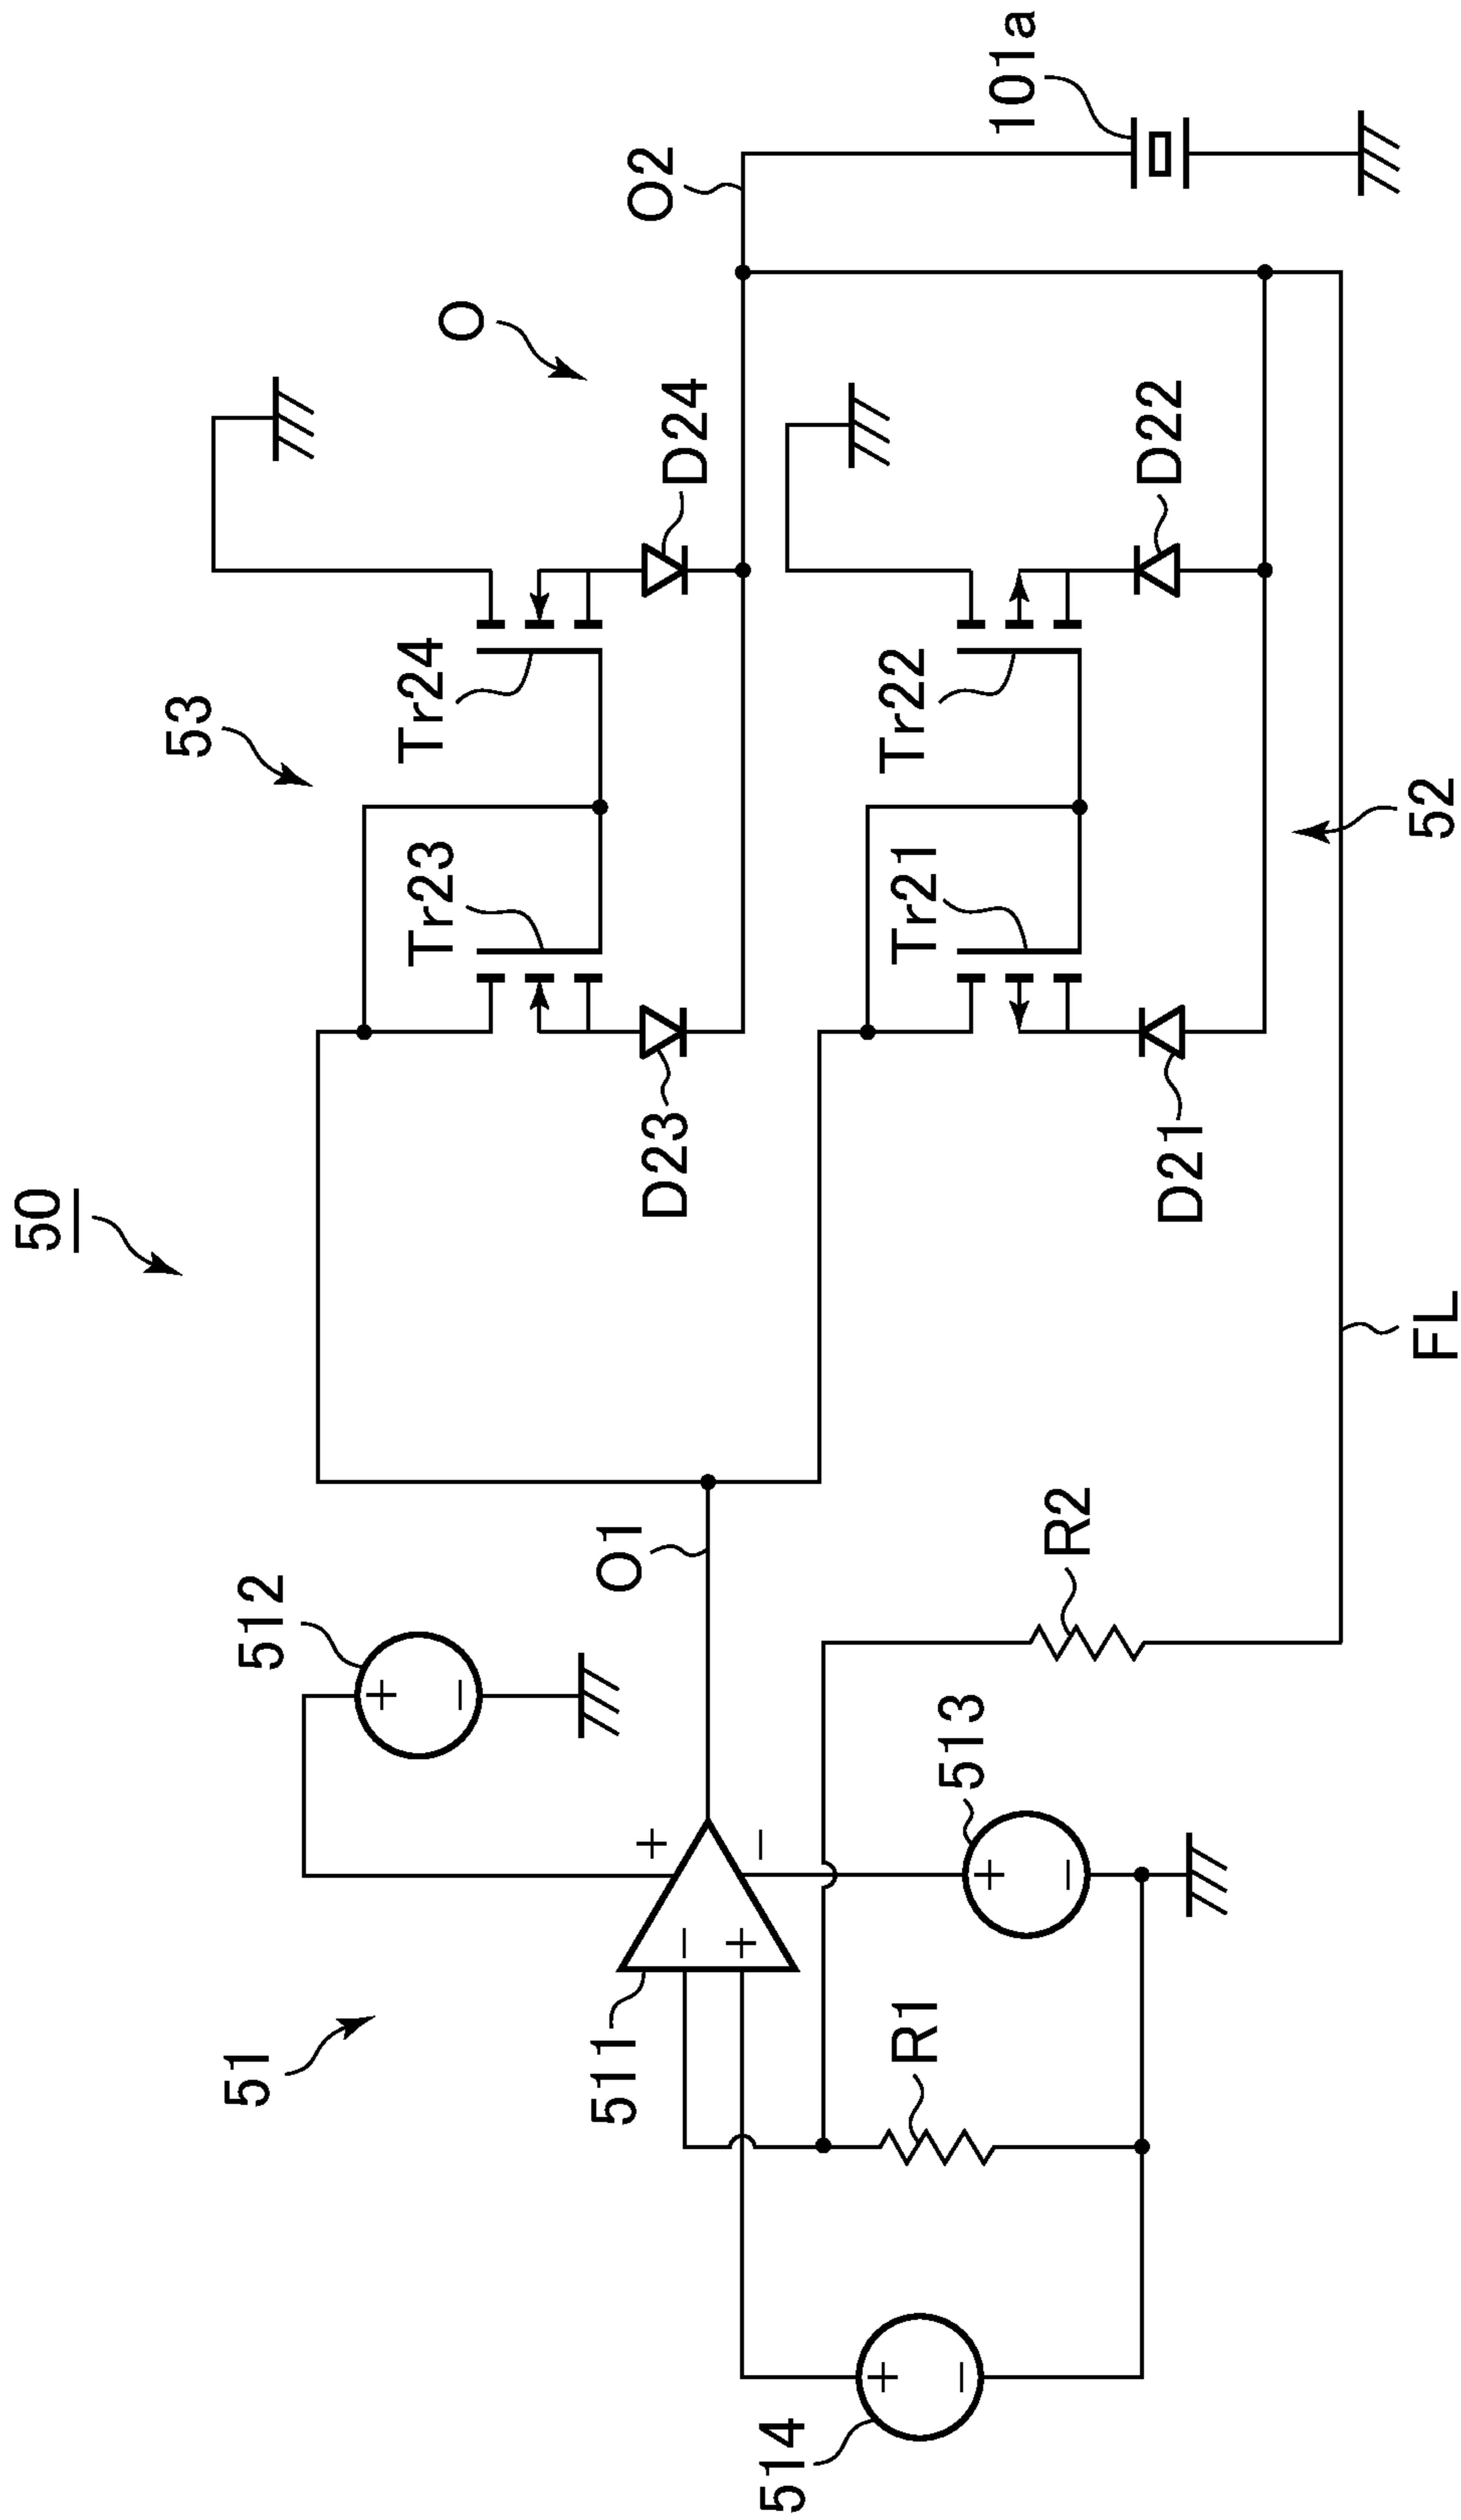 50
51
512
O1
53
Tr23
Tr24
O
O2
101a
D23
D24
511
+
-
-
+
+
-
R1
514
+
-
513
+
-
R2
Tr21
Tr22
D21
D22
FL
52